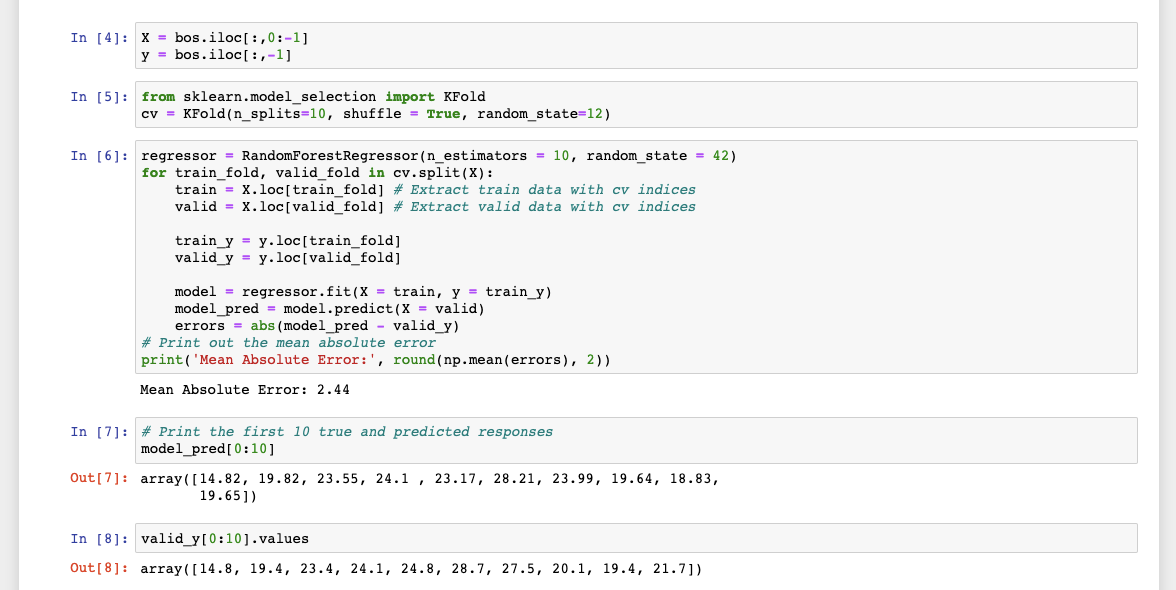 In [4]: X = bos.iloc[:,0:-1]
y = bos.iloc[:,-1]
In [5]: from sklearn.model_selection import KFold
cv = KFold(n_splits=10, shuffle = True, random_state=12)
In [6]: regressor = RandomForestRegressor(n_estimators = 10, random_state = 42)
for train_fold, valid_fold in cv.split(X):
    train = X.loc[train_fold] # Extract train data with cv indices
    valid = X.loc[valid_fold] # Extract valid data with cv indices
    train_y = y.loc[train_fold]
    valid_y = y.loc[valid_fold]
    model = regressor.fit(X = train, y = train_y)
    model_pred = model.predict(X = valid)
    errors = abs(model_pred - valid_y)
# Print out the mean absolute error
print('Mean Absolute Error:', round(np.mean(errors), 2))
Mean Absolute Error: 2.44
In [7]: # Print the first 10 true and predicted responses
model_pred[0:10]
Out[7]: array([14.82, 19.82, 23.55, 24.1 , 23.17, 28.21, 23.99, 19.64, 18.83,
       19.65])
In [8]: valid_y[0:10].values
Out[8]: array([14.8, 19.4, 23.4, 24.1, 24.8, 28.7, 27.5, 20.1, 19.4, 21.7])